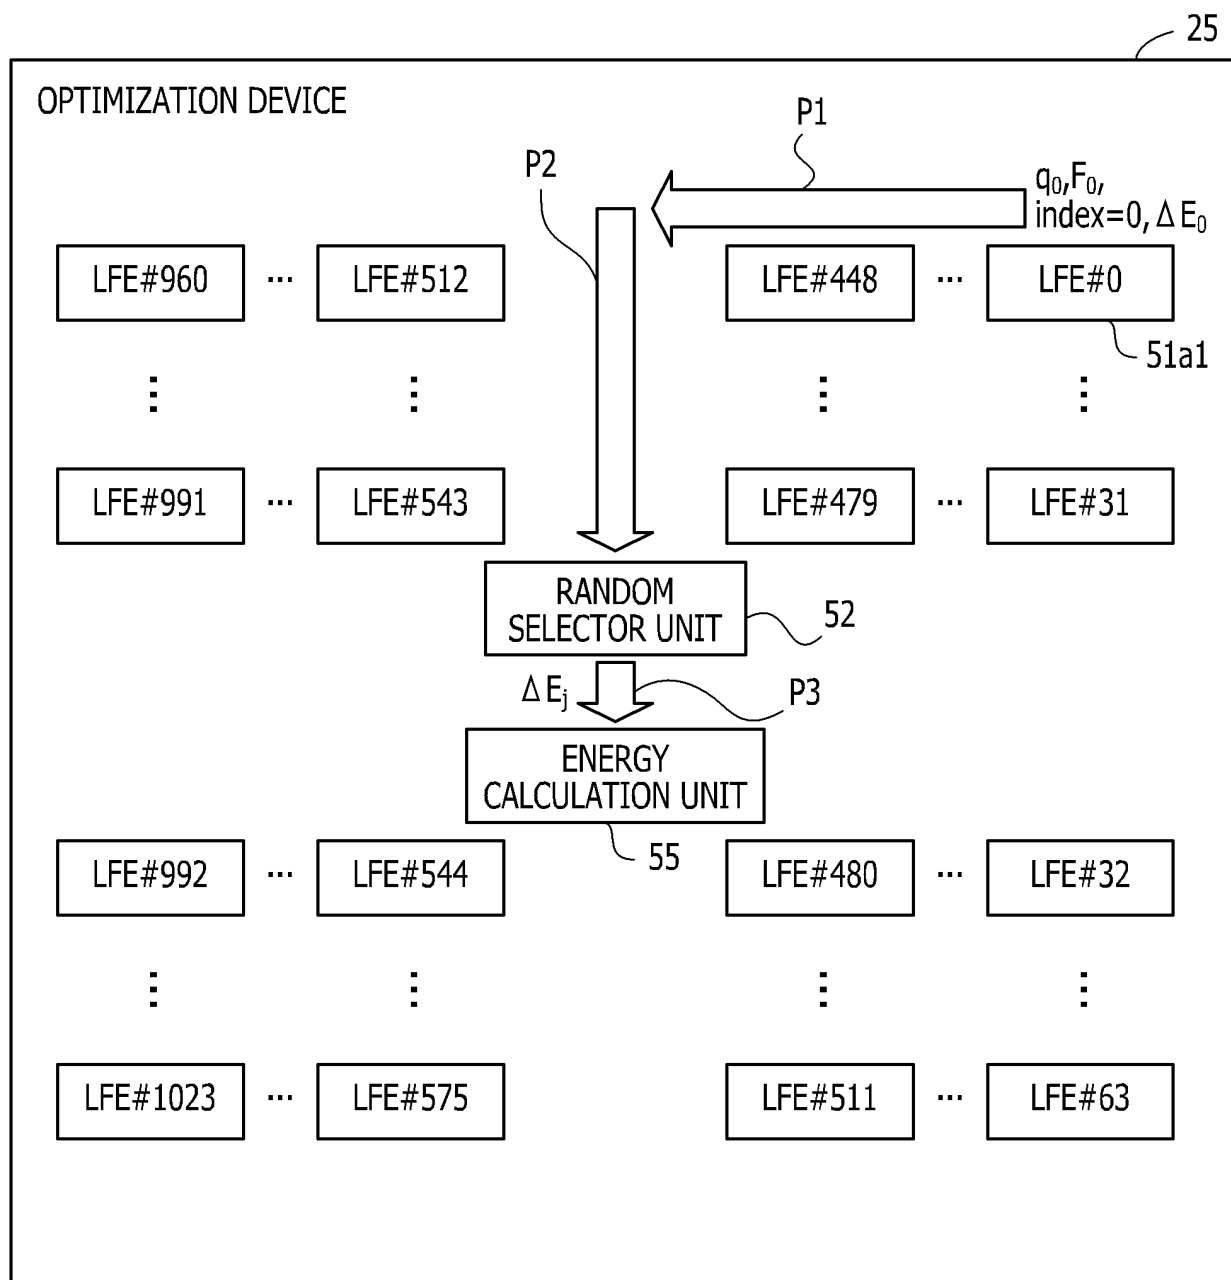 25
OPTIMIZATION DEVICE
P1
P2
q₀,F₀,
index=0, ΔE₀
LFE#960 ... LFE#512 LFE#448 ... LFE#0
51a1
LFE#991 ... LFE#543 LFE#479 ... LFE#31
RANDOM
SELECTOR UNIT
52
ΔEⱼ
P3
ENERGY
CALCULATION UNIT
55
LFE#992 ... LFE#544 LFE#480 ... LFE#32
LFE#1023 ... LFE#575 LFE#511 ... LFE#63